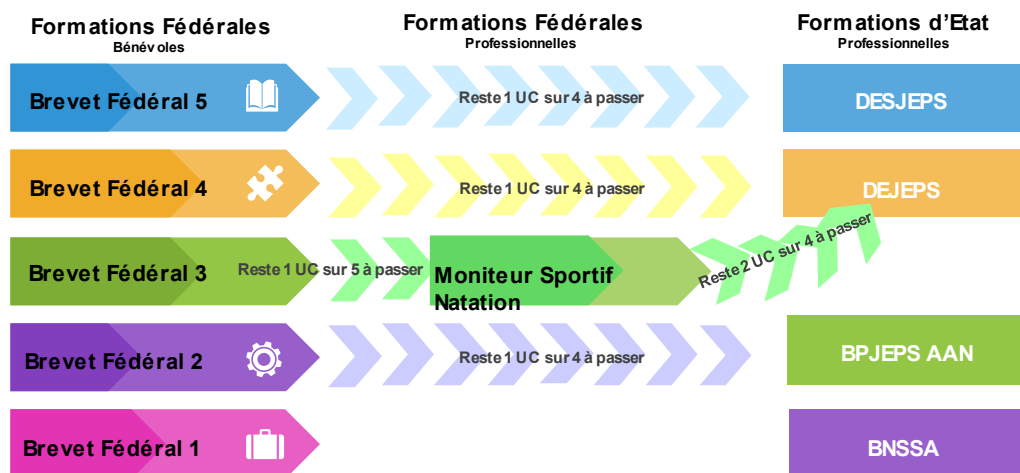 Formations Fédérales
Bénévoles
Formations Fédérales
Professionnelles
Formations d'Etat
Professionnelles
Brevet Fédéral 5
Reste 1 UC sur 4 à passer
DESJEPS
Brevet Fédéral 4
Reste 1 UC sur 4 à passer
DEJEPS
Brevet Fédéral 3
Reste 1 UC sur 5 à passer
Moniteur Sportif
Natation
Reste 2 UC sur 4 à passer
Brevet Fédéral 2
Reste 1 UC sur 4 à passer
BPJEPS AAN
Brevet Fédéral 1
BNSSA